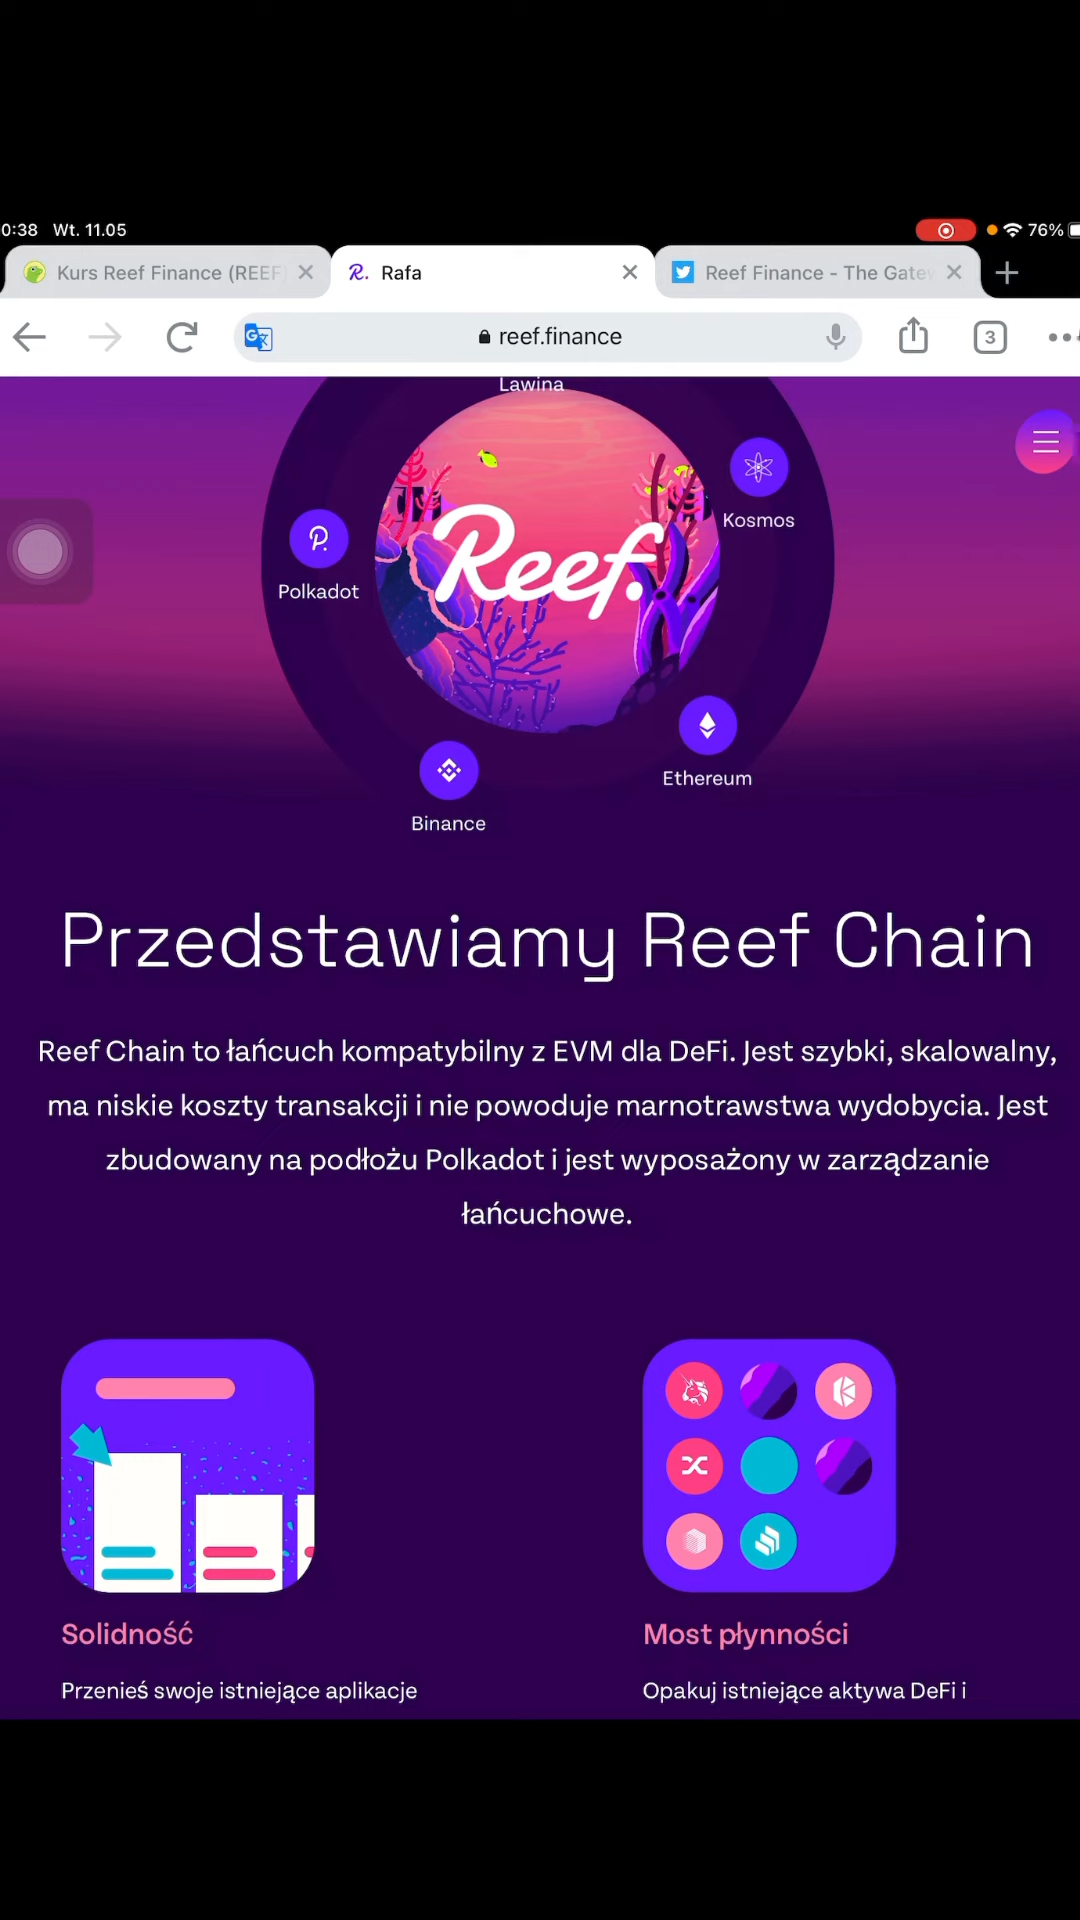 0:38 Wt. 11.05 76%
Kurs Reef Finance (REEF)
Rafa
Reef Finance - The Gatew
reef.finance
3
Lawina
Kosmos
Reef.
Polkadot
Ethereum
Binance
Przedstawiamy Reef Chain
Reef Chain to łańcuch kompatybilny z EVM dla DeFi. Jest szybki, skalowalny,
ma niskie koszty transakcji i nie powoduje marnotrawstwa wydobycia. Jest
zbudowany na podłożu Polkadot i jest wyposażony w zarządzanie
łańcuchowe.
Solidność
Most płynności
Przenieś swoje istniejące aplikacje
Opakuj istniejące aktywa DeFi i